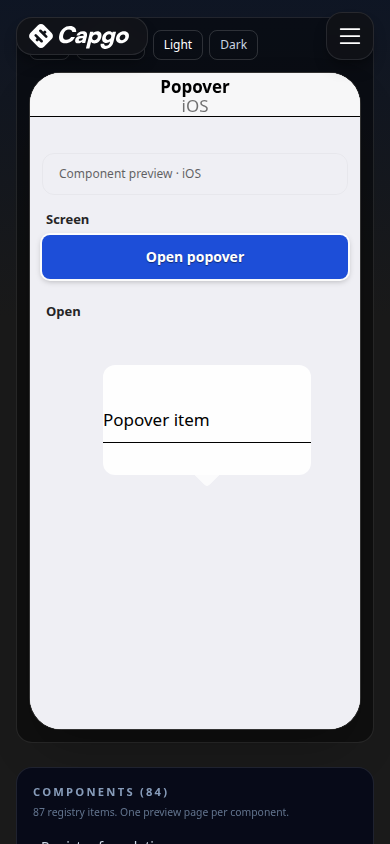 Capgo
Light
Dark
Popover
iOS
Component preview · iOS
Screen
Open popover
Open
Popover item
COMPONENTS (84)
87 registry items. One preview page per component.